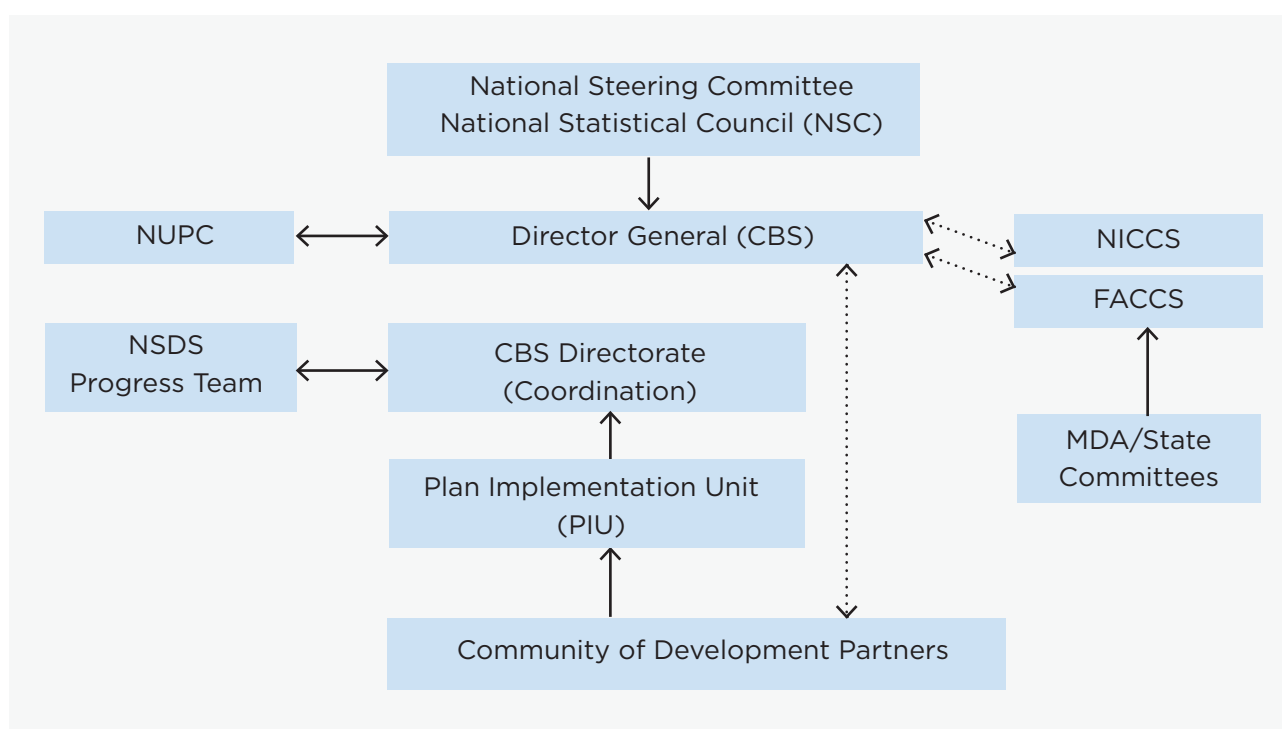 National Steering Committee
National Statistical Council (NSC)
NUPC
Director General (CBS)
NICCS
FACCS
NSDS
Progress Team
CBS Directorate
(Coordination)
MDA/State
Committees
Plan Implementation Unit
(PIU)
Community of Development Partners